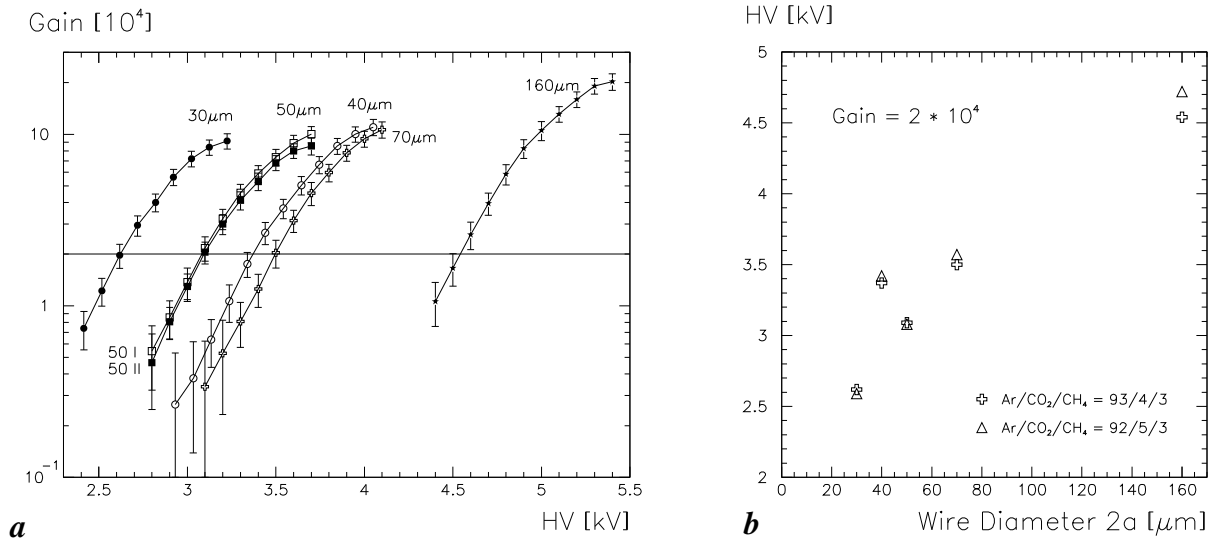 Gain [10⁴]
10
1
10⁻¹
30μm
50μm
40μm
70μm
160μm
50 I
50 II
2.5 3 3.5 4 4.5 5 5.5
HV [kV]
a
HV [kV]
5
4.5
4
3.5
3
2.5
2
Gain = 2 * 10⁴
Ar/CO₂/CH₄ = 93/4/3
Ar/CO₂/CH₄ = 92/5/3
0 20 40 60 80 100 120 140 160
Wire Diameter 2a [μm]
b